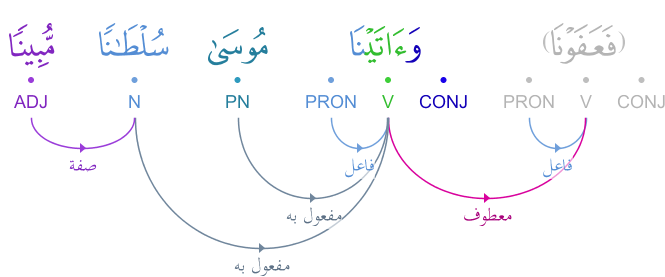 (فَعَفَوْنَا) وَءَاتَيْنَا مُوسَىٰ سُلْطَـٰنًا مُّبِينًا
ADJ N PN PRON V CONJ PRON V CONJ
صفة فاعل فاعل
مفعول به معطوف
مفعول به